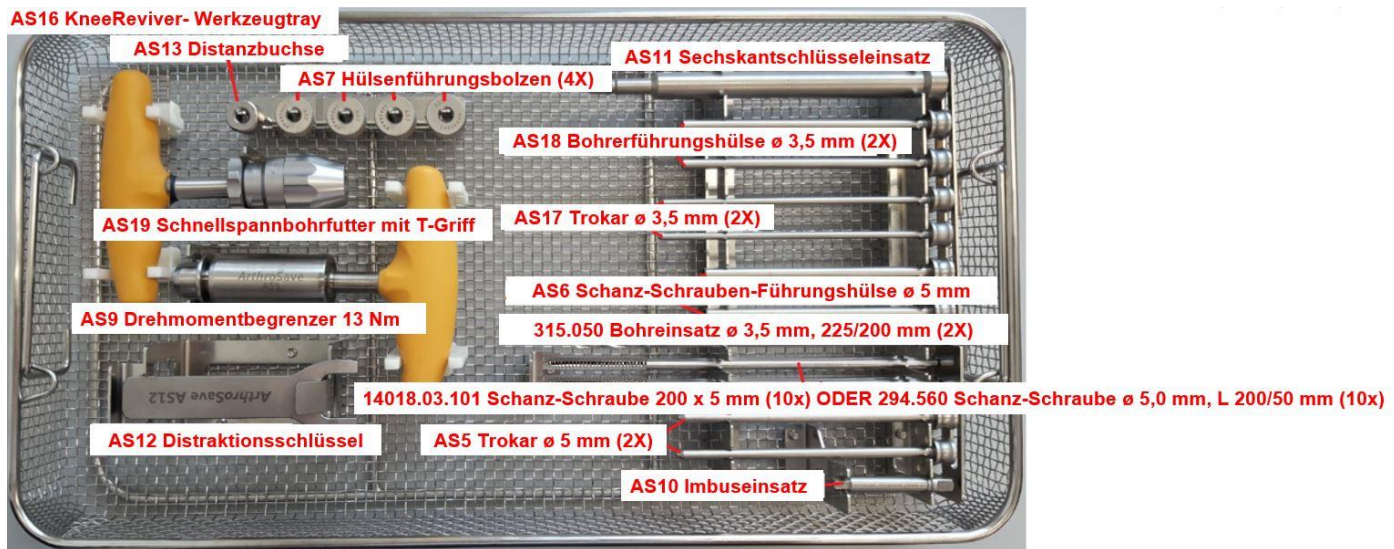 AS16 KneeReviver- Werkzeugtray
AS13 Distanzbuchse
AS11 Sechskantschlüsseleinsatz
AS7 Hülsenführungsbolzen (4X)
AS18 Bohrerführungshülse ø 3,5 mm (2X)
AS17 Trokar ø 3,5 mm (2X)
AS19 Schnellspannbohrfutter mit T-Griff
ArthroSave
AS6 Schanz-Schrauben-Führungshülse ø 5 mm
AS9 Drehmomentbegrenzer 13 Nm
315.050 Bohreinsatz ø 3,5 mm, 225/200 mm (2X)
ArthroSave AS12
14018.03.101 Schanz-Schraube 200 x 5 mm (10x) ODER 294.560 Schanz-Schraube ø 5,0 mm, L 200/50 mm (10x)
AS12 Distraktionsschlüssel
AS5 Trokar ø 5 mm (2X)
AS10 Imbuseinsatz